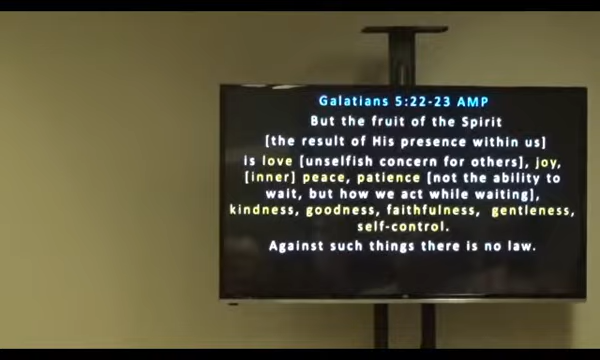 Galatians 5:22-23 AMP
But the fruit of the Spirit
[the result of His presence within us]
is love [unselfish concern for others], joy,
[inner] peace, patience [not the ability to
wait, but how we act while waiting],
kindness, goodness, faithfulness, gentleness,
self-control.
Against such things there is no law.